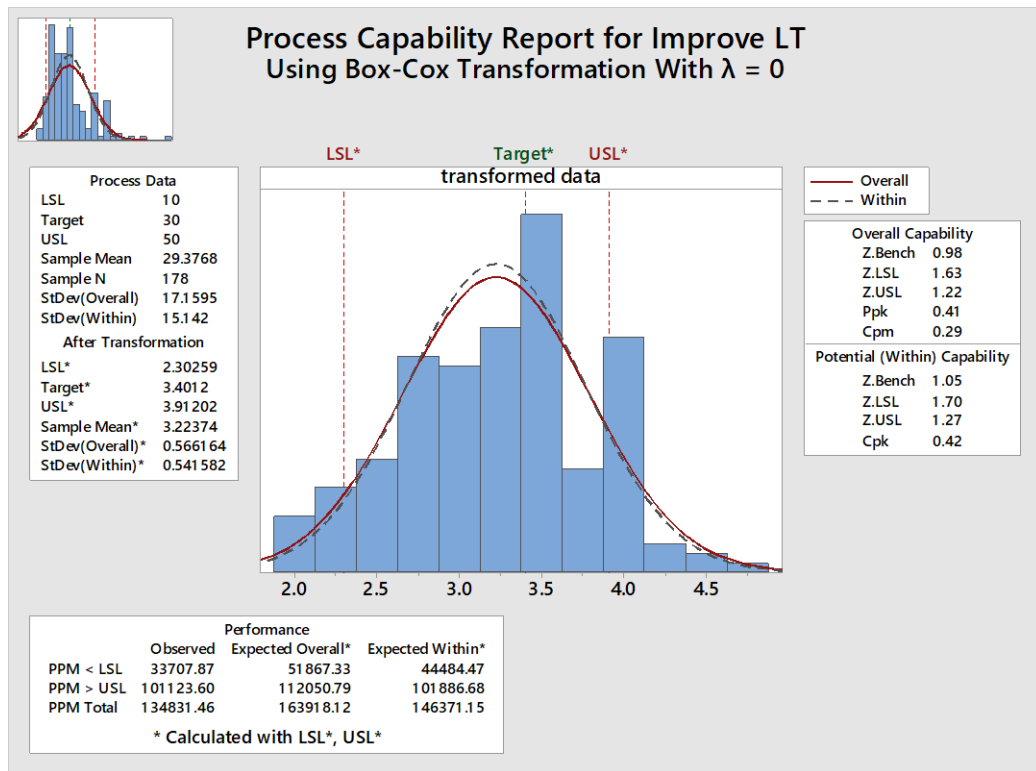 Process Capability Report for Improve LT
Using Box-Cox Transformation With λ = 0
LSL* Target* USL*
transformed data
Process Data
LSL 10
Target 30
USL 50
Sample Mean 29.3768
Sample N 178
StDev(Overall) 17.1595
StDev(Within) 15.142
After Transformation
LSL* 2.30259
Target* 3.4012
USL* 3.91202
Sample Mean* 3.22374
StDev(Overall)* 0.566164
StDev(Within)* 0.541582
Overall
Within
Overall Capability
Z.Bench 0.98
Z.LSL 1.63
Z.USL 1.22
Ppk 0.41
Cpm 0.29
Potential (Within) Capability
Z.Bench 1.05
Z.LSL 1.70
Z.USL 1.27
Cpk 0.42
2.0 2.5 3.0 3.5 4.0 4.5
Performance
Observed Expected Overall* Expected Within*
PPM < LSL 33707.87 51867.33 44484.47
PPM > USL 101123.60 112050.79 101886.68
PPM Total 134831.46 163918.12 146371.15
* Calculated with LSL*, USL*